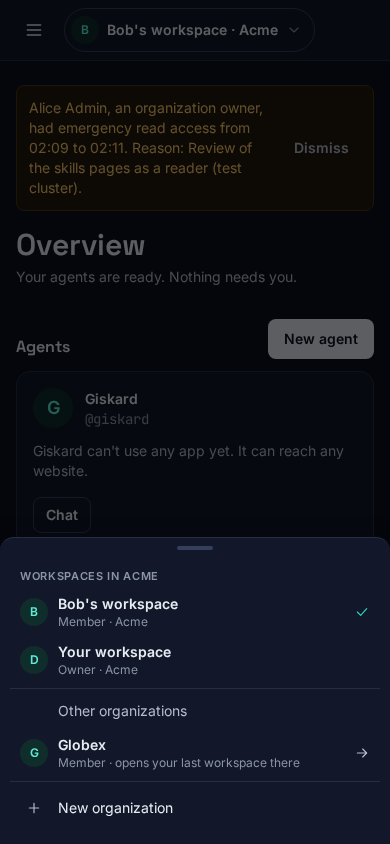 B Bob's workspace · Acme
Alice Admin, an organization owner,
had emergency read access from
02:09 to 02:11. Reason: Review of
the skills pages as a reader (test
cluster).
Dismiss
Overview
Your agents are ready. Nothing needs you.
Agents
New agent
G Giskard
@giskard
Giskard can't use any app yet. It can reach any
website.
Chat
WORKSPACES IN ACME
B Bob's workspace
Member · Acme
D Your workspace
Owner · Acme
Other organizations
G Globex
Member · opens your last workspace there
New organization